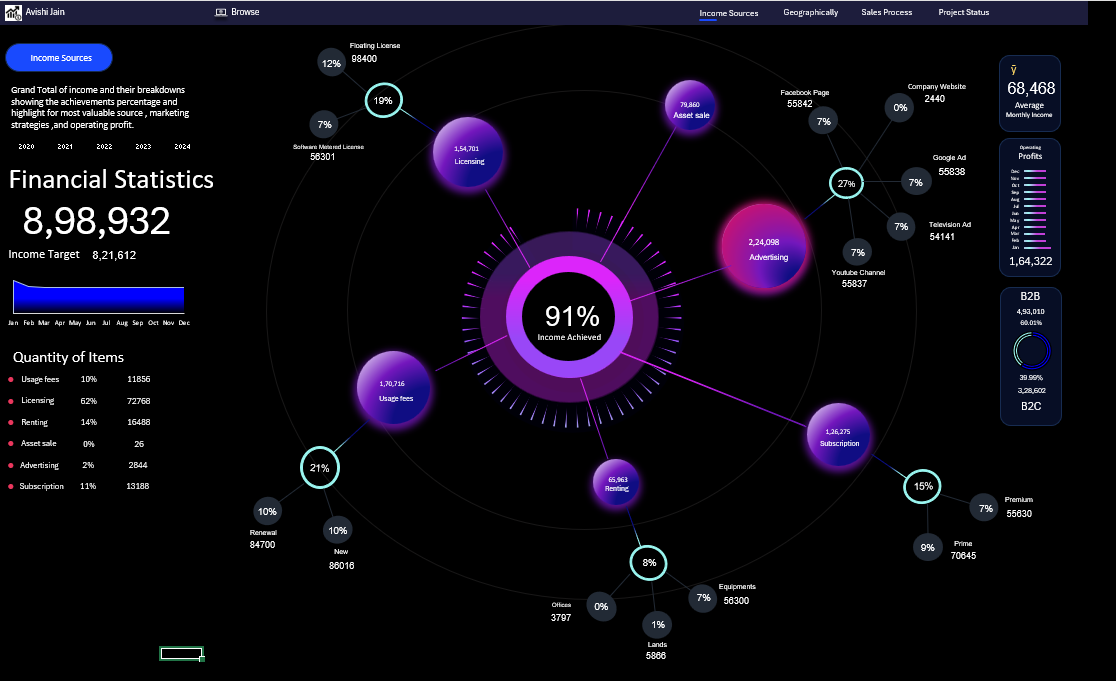 Avishi Jain
Browse
Income Sources
Geographically
Sales Process
Project Status
Income Sources
Grand Total of income and their breakdowns
showing the achievements percentage and
highlight for most valuable source , marketing
strategies ,and operating profit.
2020 2021 2022 2023 2024
Financial Statistics
8,98,932
Income Target 8,21,612
Jan Feb Mar Apr May Jun Jul Aug Sep Oct Nov Dec
Quantity of Items
Usage fees 10% 11856
Licensing 62% 72768
Renting 14% 16488
Asset sale 0% 26
Advertising 2% 2844
Subscription 11% 13188
Floating License
98400
12%
19%
7%
Software Metered License
56301
1,54,701
Licensing
79,860
Asset sale
Facebook Page
55842
7%
Company Website
2440
0%
27%
Google Ad
55838
7%
Television Ad
54141
7%
7%
Youtube Channel
55837
2,24,098
Advertising
91%
Income Achieved
1,70,716
Usage fees
21%
10%
Renewal
84700
10%
New
86016
65,963
Renting
8%
0%
Offices
3797
1%
Lands
5866
7%
Equipments
56300
1,26,275
Subscription
15%
7%
Premium
55630
9%
Prime
70645
ȳ
68,468
Average
Monthly Income
Operating
Profits
Dec
Nov
Oct
Sep
Aug
Jul
Jun
May
Apr
Mar
Feb
Jan
1,64,322
B2B
4,93,010
60.01%
39.99%
3,28,602
B2C